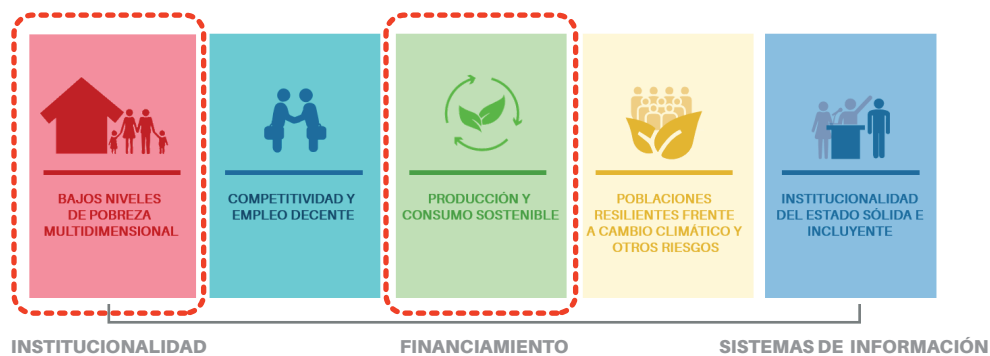 BAJOS NIVELES
DE POBREZA
MULTIDIMENSIONAL
COMPETITIVIDAD Y
EMPLEO DECENTE
PRODUCCIÓN Y
CONSUMO SOSTENIBLE
POBLACIONES
RESILIENTES FRENTE
A CAMBIO CLIMÁTICO Y
OTROS RIESGOS
INSTITUCIONALIDAD
DEL ESTADO SÓLIDA E
INCLUYENTE
INSTITUCIONALIDAD
FINANCIAMIENTO
SISTEMAS DE INFORMACIÓN